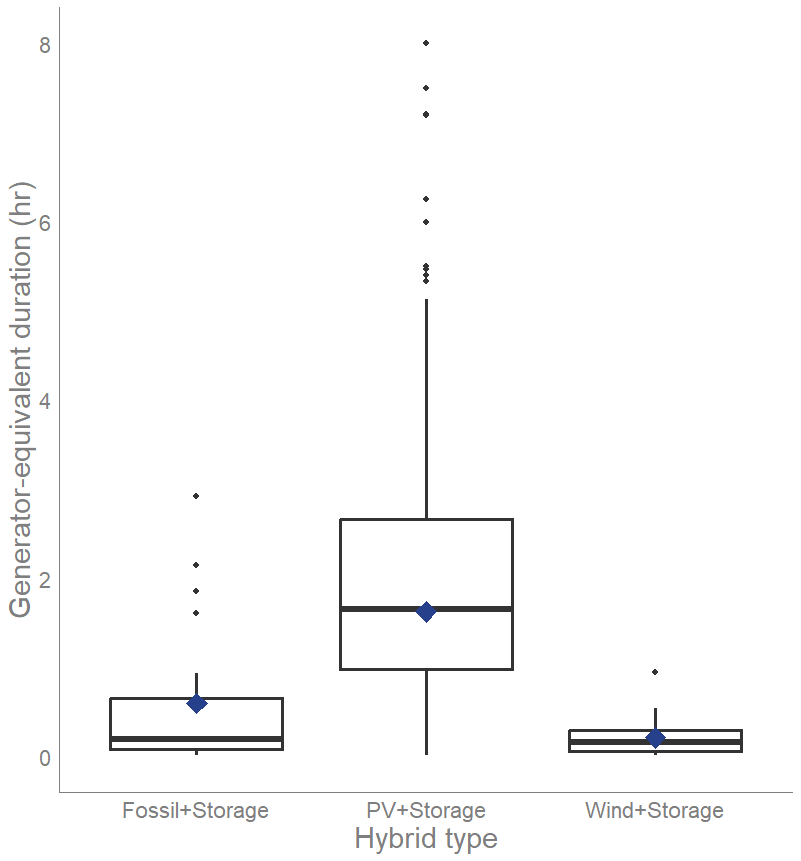 Generator-equivalent duration (hr)
8
6
4
2
0
Fossil+Storage PV+Storage Wind+Storage
Hybrid type